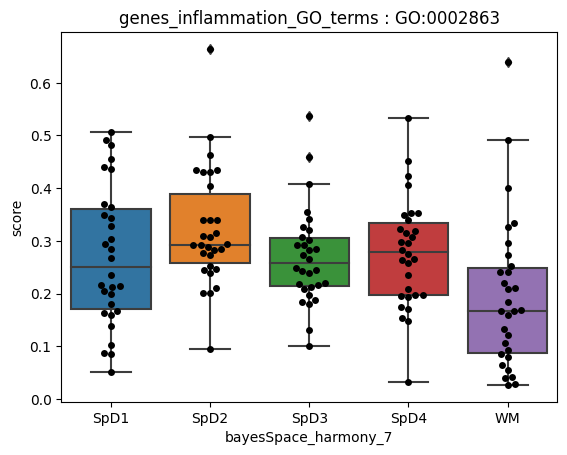 genes_inflammation_GO_terms : GO:0002863
score
0.6
0.5
0.4
0.3
0.2
0.1
0.0
SpD1 SpD2 SpD3 SpD4 WM
bayesSpace_harmony_7